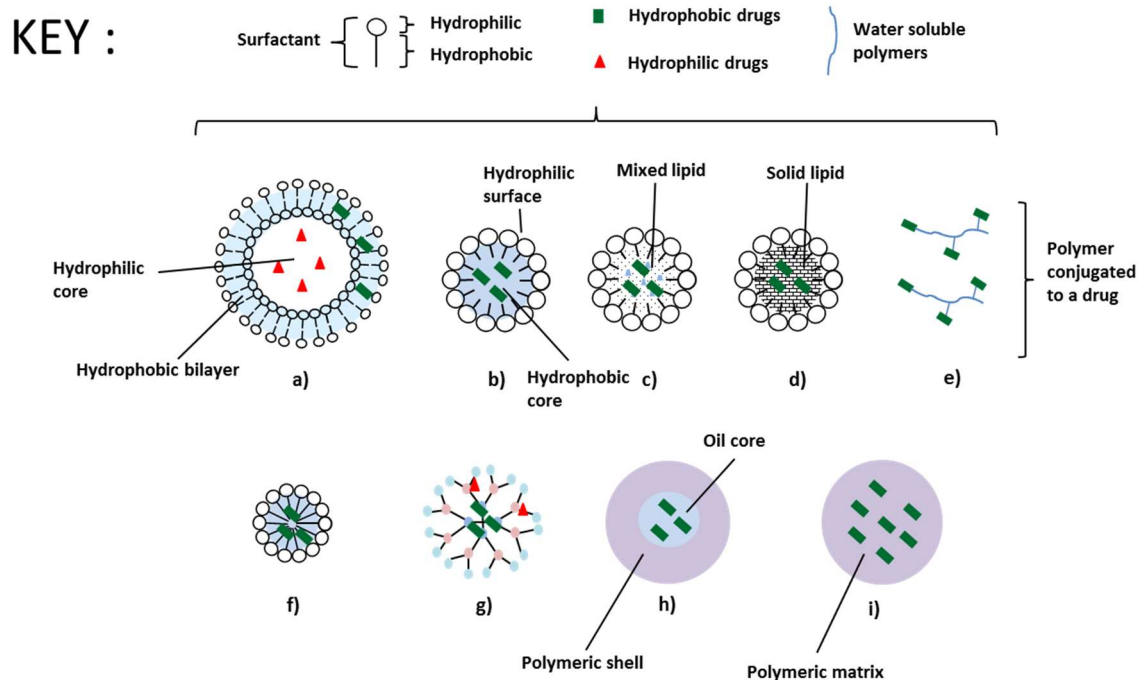 KEY :
Surfactant
Hydrophilic
Hydrophobic
Hydrophobic drugs
Hydrophilic drugs
Water soluble
polymers
Hydrophilic
core
Hydrophobic bilayer
a)
Hydrophilic
surface
b)
Hydrophobic
core
Mixed lipid
c)
Solid lipid
d)
e)
Polymer
conjugated
to a drug
f)
g)
Oil core
h)
Polymeric shell
i)
Polymeric matrix